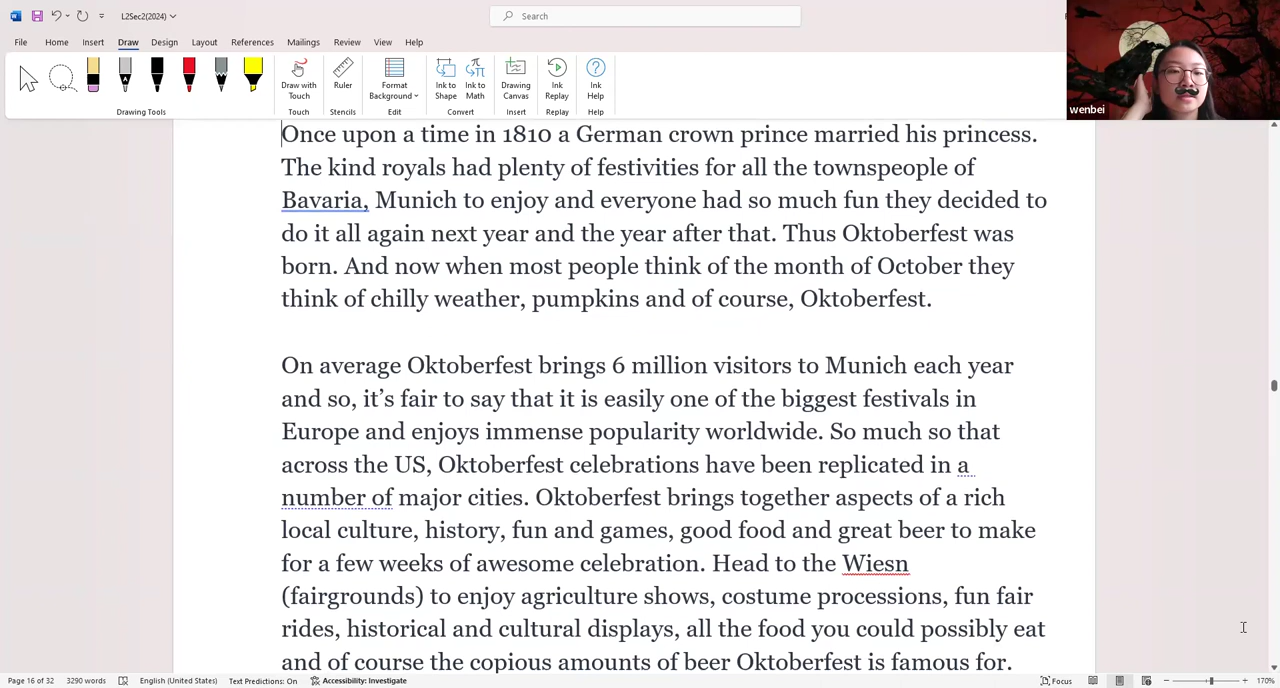 L2Sec2(2024)
Search
File Home Insert Draw Design Layout References Mailings Review View Help
Draw with Touch
Ruler
Format Background
Ink to Shape
Ink to Math
Drawing Canvas
Ink Replay
Ink Help
Drawing Tools Touch Stencils Edit Convert Insert Replay Help
wenbei
Once upon a time in 1810 a German crown prince married his princess.
The kind royals had plenty of festivities for all the townspeople of
Bavaria, Munich to enjoy and everyone had so much fun they decided to
do it all again next year and the year after that. Thus Oktoberfest was
born. And now when most people think of the month of October they
think of chilly weather, pumpkins and of course, Oktoberfest.
On average Oktoberfest brings 6 million visitors to Munich each year
and so, it’s fair to say that it is easily one of the biggest festivals in
Europe and enjoys immense popularity worldwide. So much so that
across the US, Oktoberfest celebrations have been replicated in a
number of major cities. Oktoberfest brings together aspects of a rich
local culture, history, fun and games, good food and great beer to make
for a few weeks of awesome celebration. Head to the Wiesn
(fairgrounds) to enjoy agriculture shows, costume processions, fun fair
rides, historical and cultural displays, all the food you could possibly eat
and of course the copious amounts of beer Oktoberfest is famous for.
Page 16 of 32 3290 words English (United States) Text Predictions: On Accessibility: Investigate Focus 170%